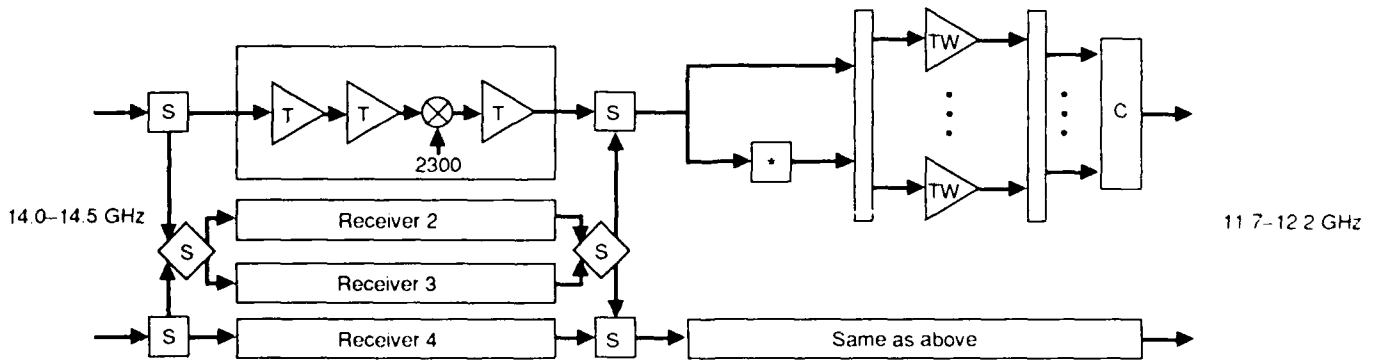 S
T
T
T
2300
S
*
TW
TW
C
14.0–14.5 GHz
S
Receiver 2
Receiver 3
S
11 7–12 2 GHz
S
Receiver 4
S
Same as above